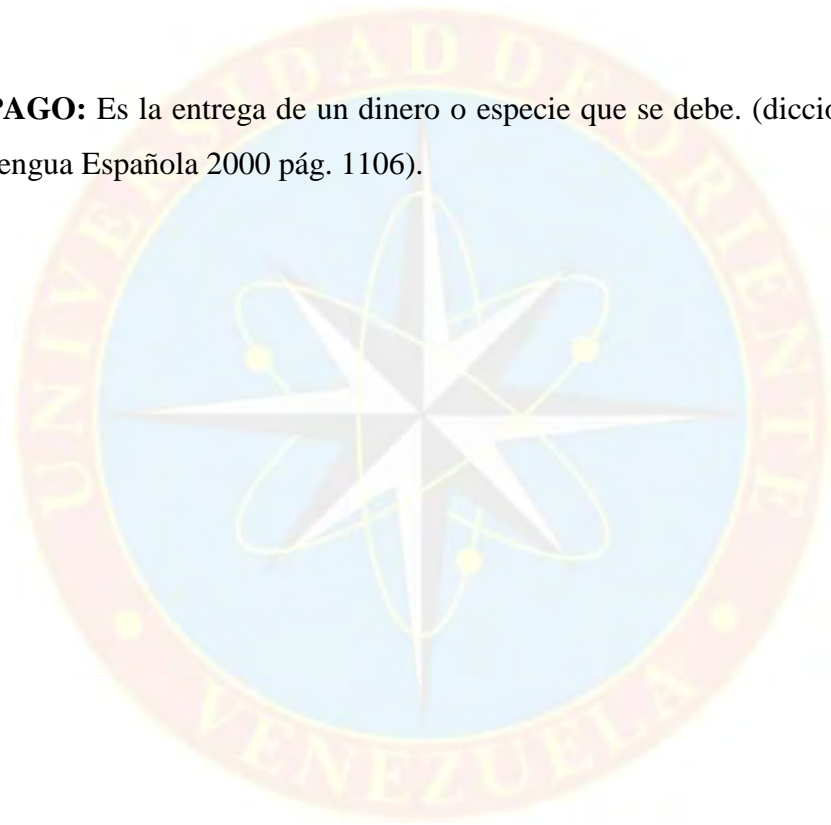 PAGO: Es la entrega de un dinero o especie que se debe. (diccio
engua Española 2000 pág. 1106).
UNIVERSIDAD DE ORIENTE
VENEZUELA